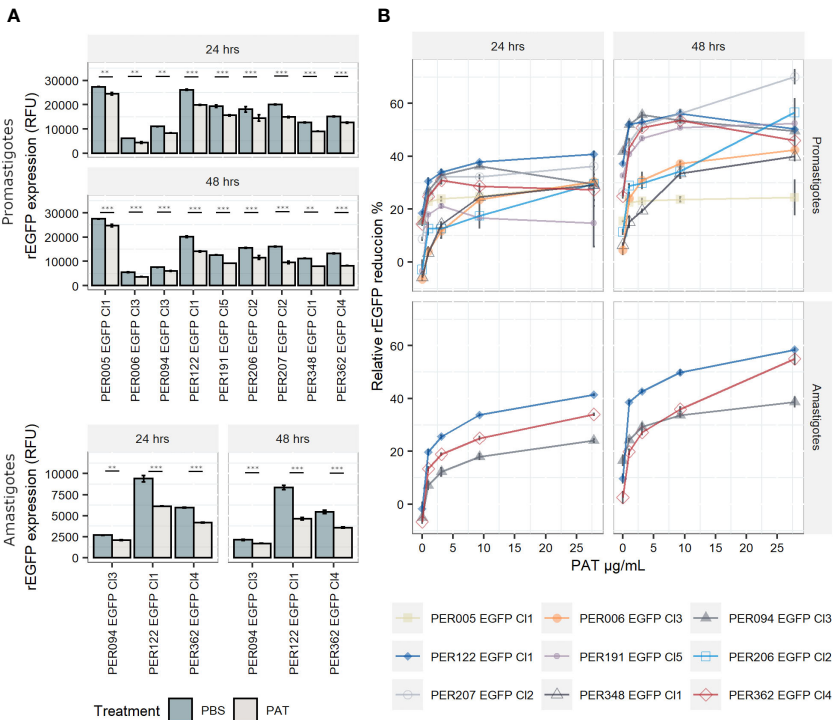 A
24 hrs
** ** ** *** *** ** *** *** ***
30000
20000
10000
0
48 hrs
*** *** *** *** *** *** *** ** ***
30000
20000
10000
0
Promastigotes
rEGFP expression (RFU)
PER005 EGFP Cl1
PER006 EGFP Cl3
PER094 EGFP Cl3
PER122 EGFP Cl1
PER191 EGFP Cl5
PER206 EGFP Cl2
PER207 EGFP Cl2
PER348 EGFP Cl1
PER362 EGFP Cl4
24 hrs
48 hrs
** *** ***
*** *** ***
10000
7500
5000
2500
0
Amastigotes
rEGFP expression (RFU)
PER094 EGFP Cl3
PER122 EGFP Cl1
PER362 EGFP Cl4
PER094 EGFP Cl3
PER122 EGFP Cl1
PER362 EGFP Cl4
Treatment PBS PAT
B
24 hrs
48 hrs
60
40
20
0
Promastigotes
60
40
20
0
Amastigotes
Relative rEGFP reduccion %
0 5 10 15 20 25
0 5 10 15 20 25
PAT µg/mL
PER005 EGFP Cl1 PER006 EGFP Cl3 PER094 EGFP Cl3
PER122 EGFP Cl1 PER191 EGFP Cl5 PER206 EGFP Cl2
PER207 EGFP Cl2 PER348 EGFP Cl1 PER362 EGFP Cl4